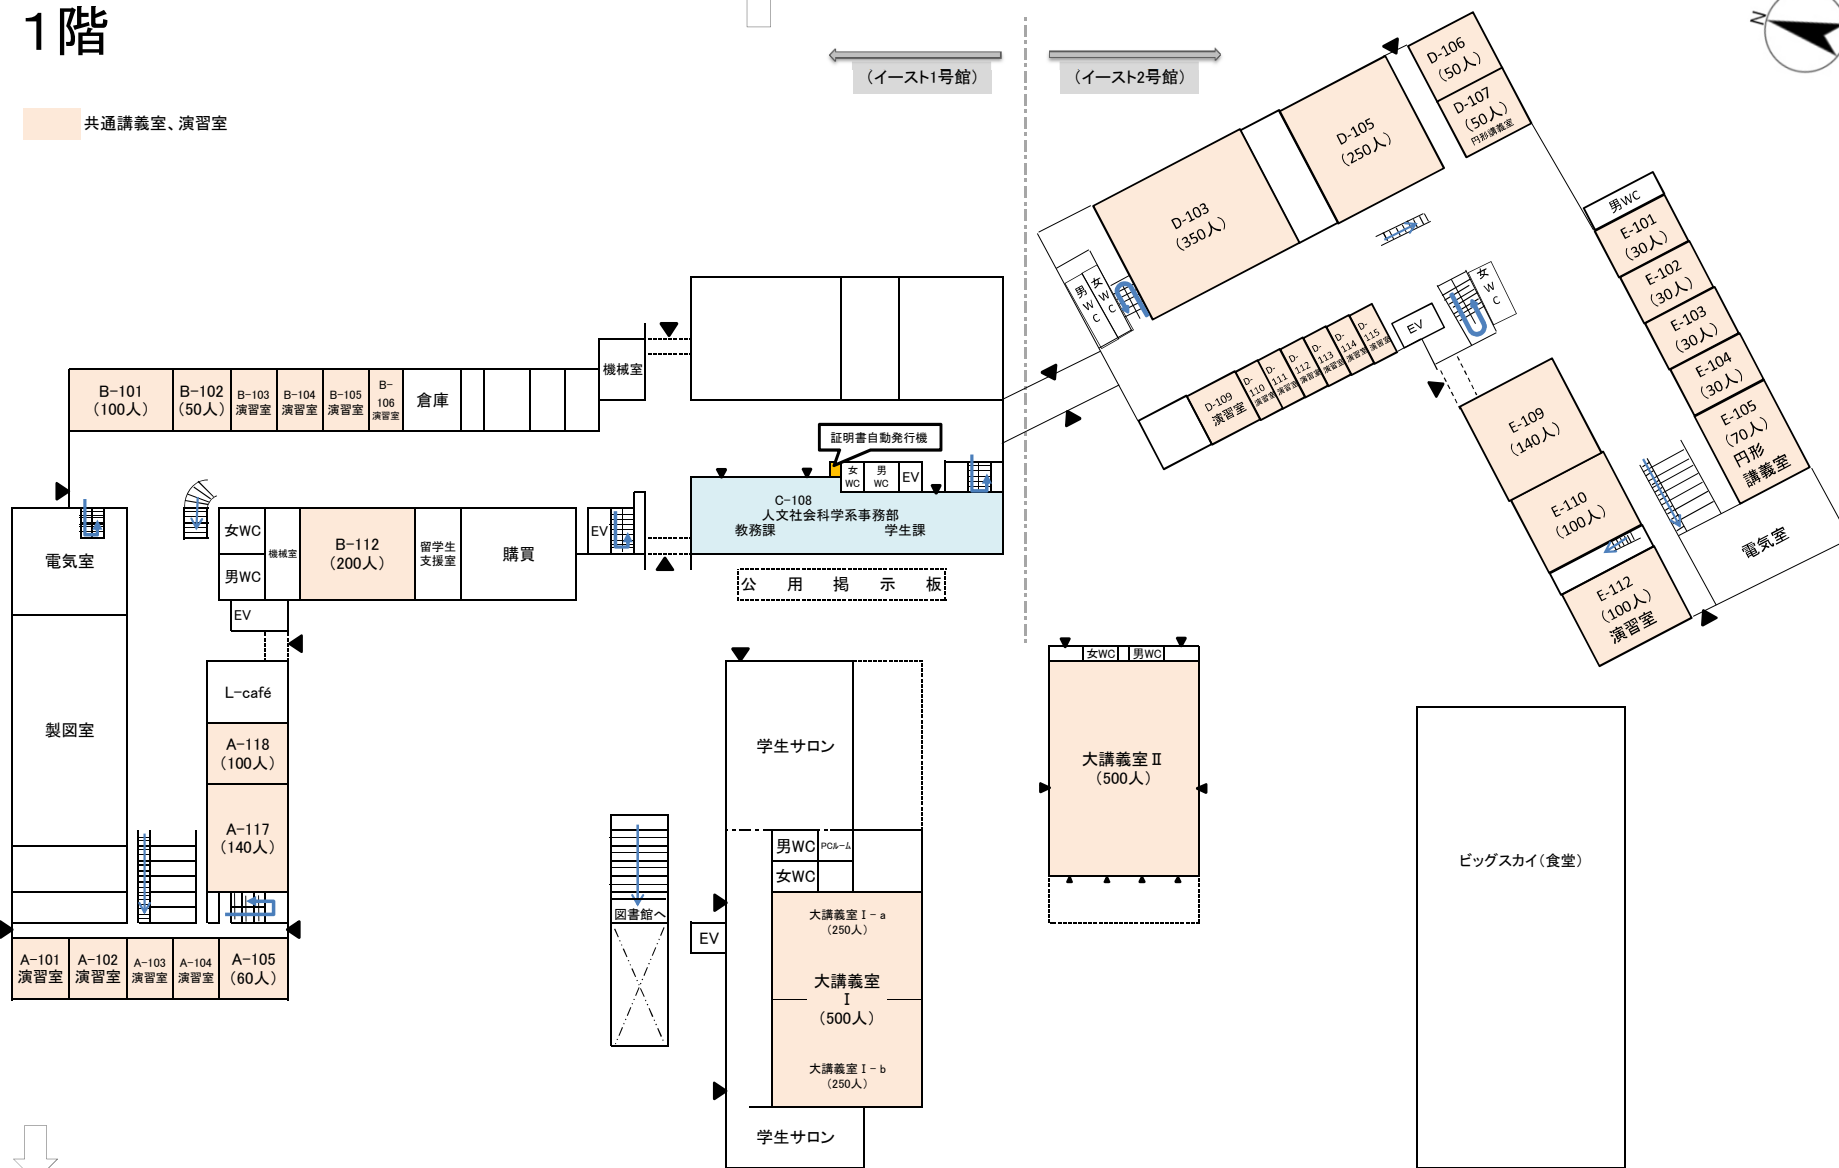 1階
共通講義室、演習室
(イースト1号館)
(イースト2号館)
N
D-106
(50人)
D-107
(50人)
円形講義室
D-105
(250人)
D-103
(350人)
男WC
女WC
男WC
E-101
(30人)
E-102
(30人)
E-103
(30人)
E-104
(30人)
E-105
(70人)
円形
講義室
女WC
EV
D-109
演習室
D-110
演習室
D-111
演習室
D-112
演習室
D-113
演習室
D-114
演習室
D-115
演習室
E-109
(140人)
E-110
(100人)
E-112
(100人)
演習室
電気室
機械室
B-101
(100人)
B-102
(50人)
B-103
演習室
B-104
演習室
B-105
演習室
B-
106
演習室
倉庫
証明書自動発行機
女
WC
男
WC
EV
C-108
人文社会科学系事務部
教務課 学生課
公用掲示板
電気室
女WC
男WC
機械室
B-112
(200人)
留学生
支援室
購買
EV
EV
L-café
製図室
A-118
(100人)
A-117
(140人)
A-101
演習室
A-102
演習室
A-103
演習室
A-104
演習室
A-105
(60人)
学生サロン
男WC
PCルーム
女WC
図書館へ
EV
大講義室Ⅰ-a
(250人)
大講義室
Ⅰ
(500人)
大講義室Ⅰ-b
(250人)
学生サロン
女WC
男WC
大講義室Ⅱ
(500人)
ビッグスカイ(食堂)